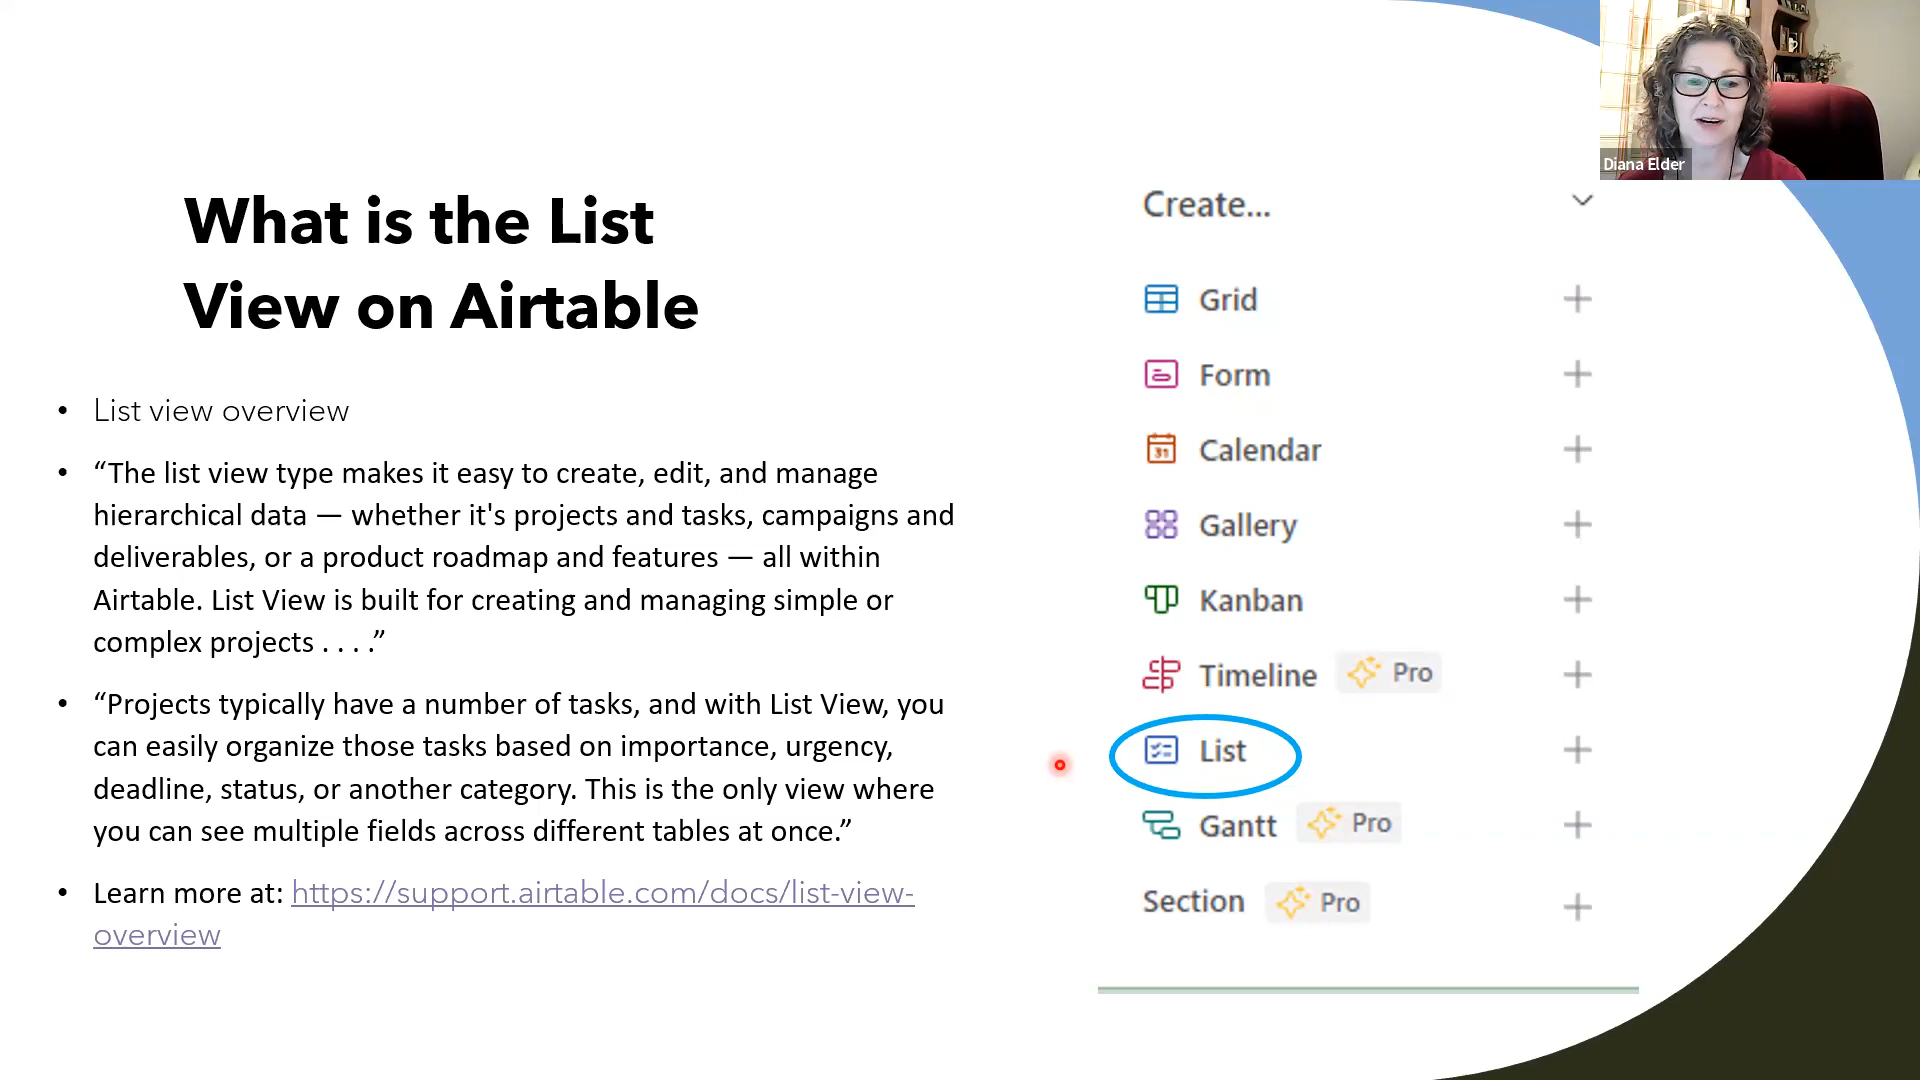 What is the List
View on Airtable
• List view overview
• “The list view type makes it easy to create, edit, and manage
hierarchical data — whether it's projects and tasks, campaigns and
deliverables, or a product roadmap and features — all within
Airtable. List View is built for creating and managing simple or
complex projects . . . .”
• “Projects typically have a number of tasks, and with List View, you
can easily organize those tasks based on importance, urgency,
deadline, status, or another category. This is the only view where
you can see multiple fields across different tables at once.”
• Learn more at: https://support.airtable.com/docs/list-view-
overview
Create...
Grid
Form
31 Calendar
Gallery
Kanban
Timeline Pro
List
Gantt Pro
Section Pro
Diana Elder